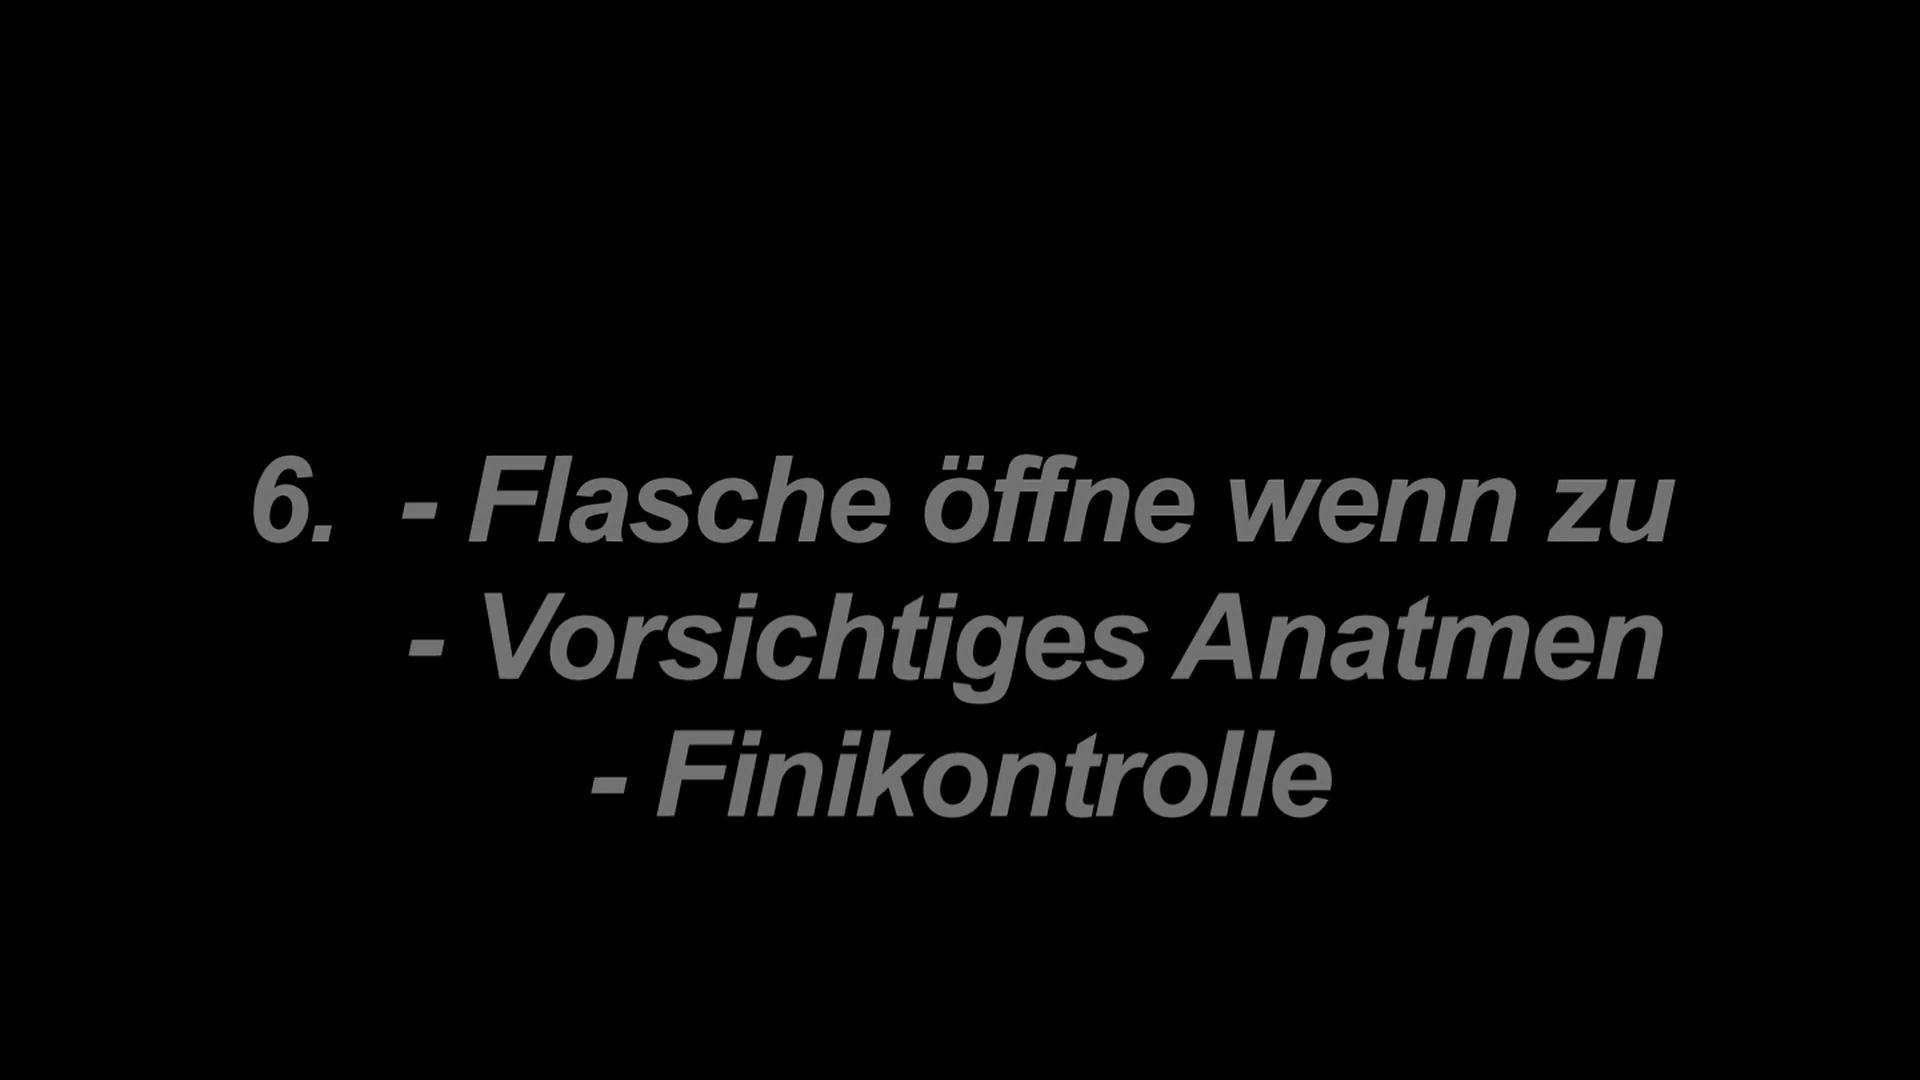 6. - Flasche öffne wenn zu
- Vorsichtiges Anatmen
- Finikontrolle